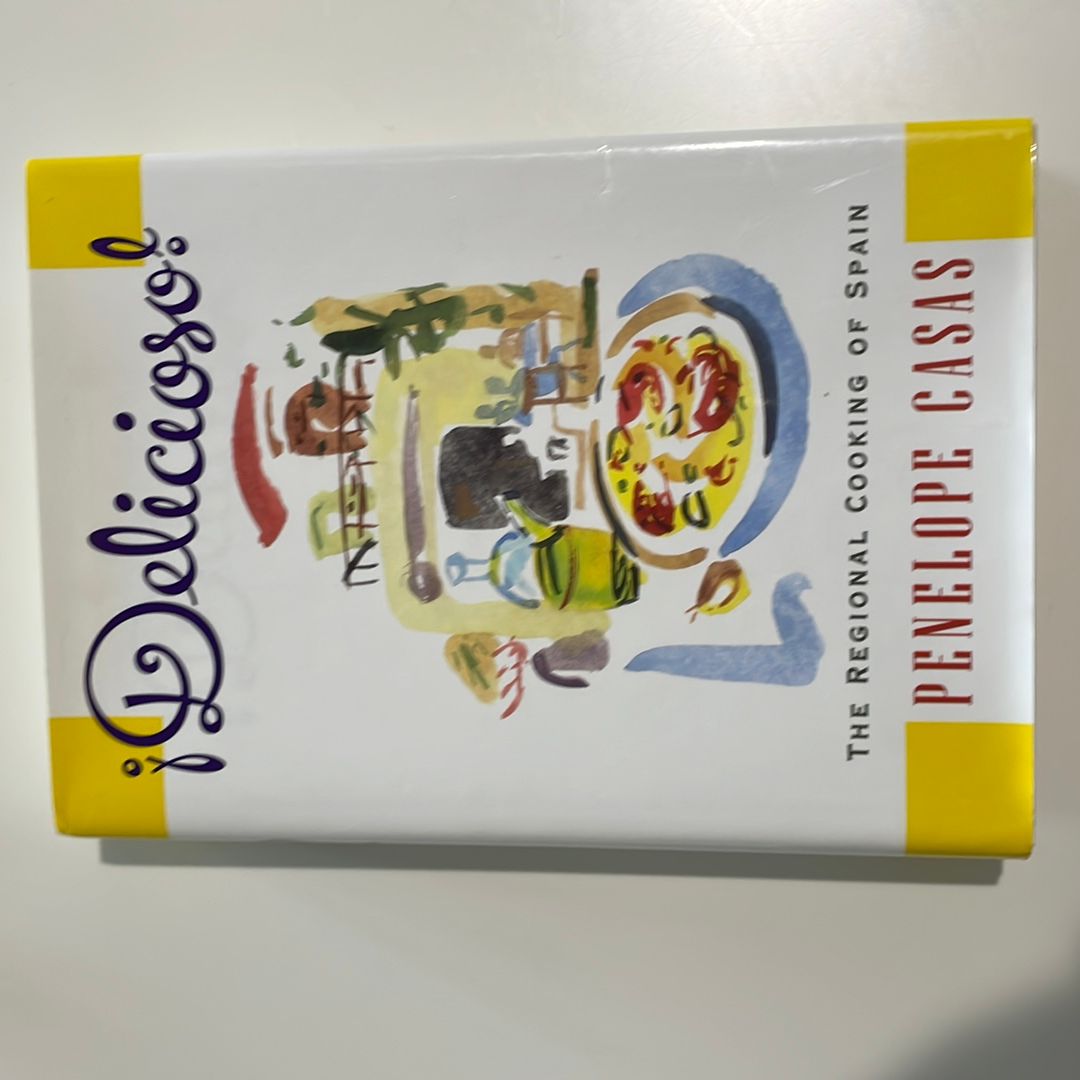 ¡Delicioso!
The Regional Cooking of Spain
PENELOPE CASAS